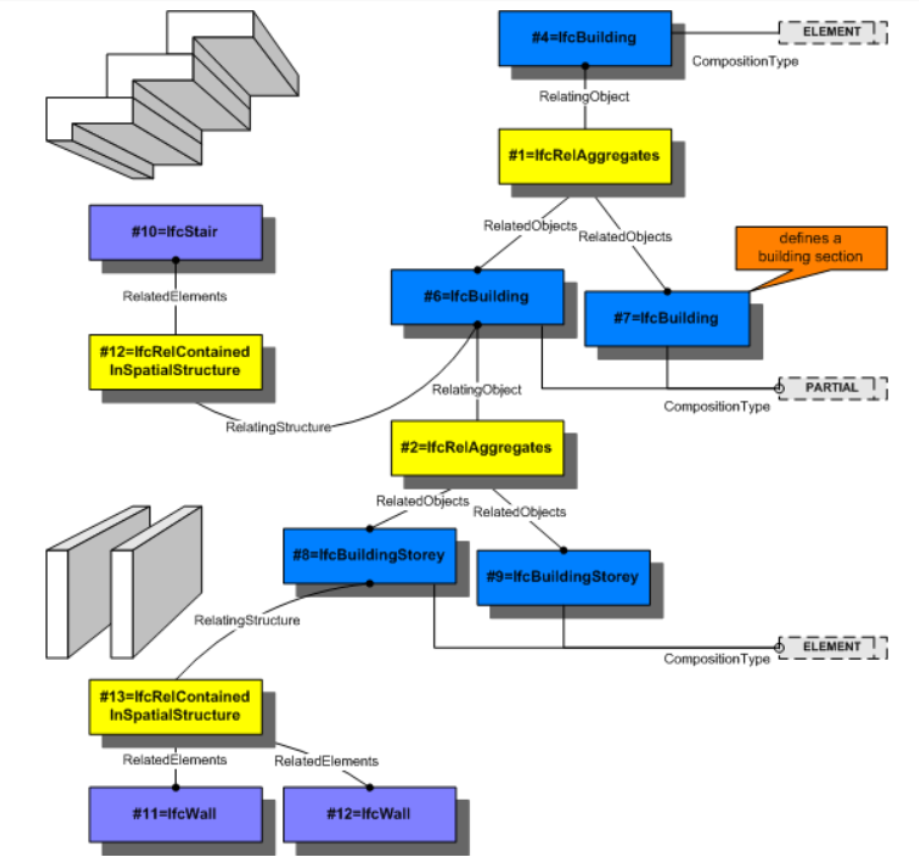 #4=IfcBuilding
ELEMENT
CompositionType
RelatingObject
#1=IfcRelAggregates
#10=IfcStair
RelatedObjects
RelatedObjects
defines a
building section
RelatedElements
#6=IfcBuilding
#7=IfcBuilding
#12=IfcRelContained
InSpatialStructure
RelatingObject
PARTIAL
CompositionType
RelatingStructure
#2=IfcRelAggregates
RelatedObjects
RelatedObjects
#8=IfcBuildingStorey
#9=IfcBuildingStorey
RelatingStructure
ELEMENT
CompositionType
#13=IfcRelContained
InSpatialStructure
RelatedElements
RelatedElements
#11=IfcWall
#12=IfcWall